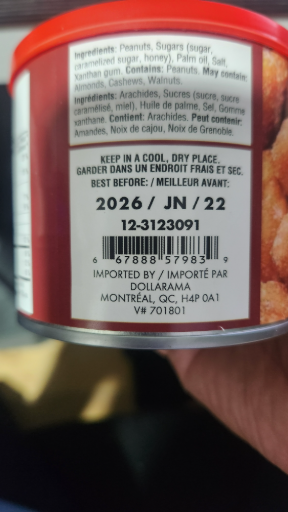 Ingredients: Peanuts, Sugars (sugar,
caramelized sugar, honey), Palm oil, Salt,
Xanthan gum. Contains: Peanuts. May contain:
Almonds, Cashews, Walnuts.
Ingrédients: Arachides, Sucres (sucre, sucre
caramélisé, miel), Huile de palme, Sel, Gomme
xanthane. Contient: Arachides. Peut contenir:
Amandes, Noix de cajou, Noix de Grenoble.
KEEP IN A COOL, DRY PLACE.
GARDER DANS UN ENDROIT FRAIS ET SEC.
BEST BEFORE: / MEILLEUR AVANT:
2026 / JN / 22
12-3123091
6 67888 57983 9
IMPORTED BY / IMPORTÉ PAR
DOLLARAMA
MONTRÉAL, QC, H4P 0A1
V# 701801